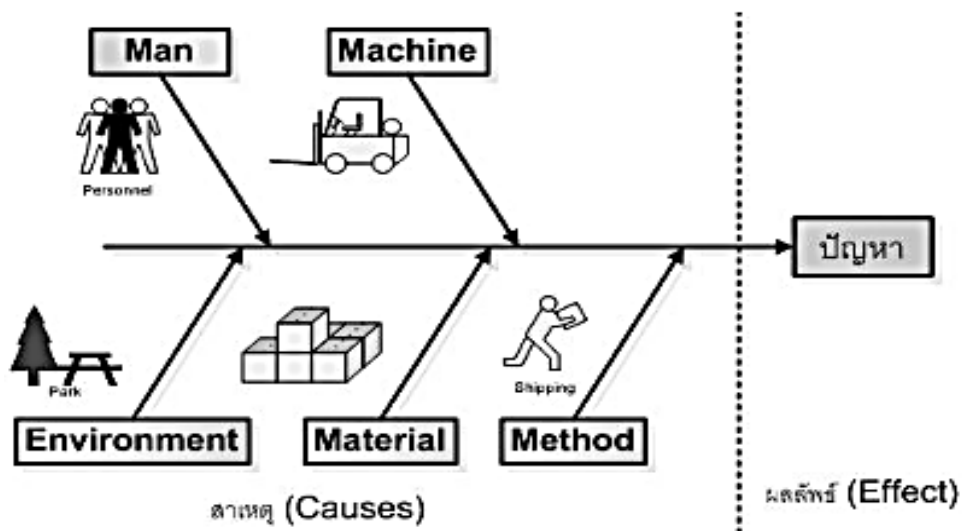 Man
Machine
Personnel
ปัญหา
Park
Shipping
Environment
Material
Method
สาเหตุ (Causes)
ผลลัพธ์ (Effect)